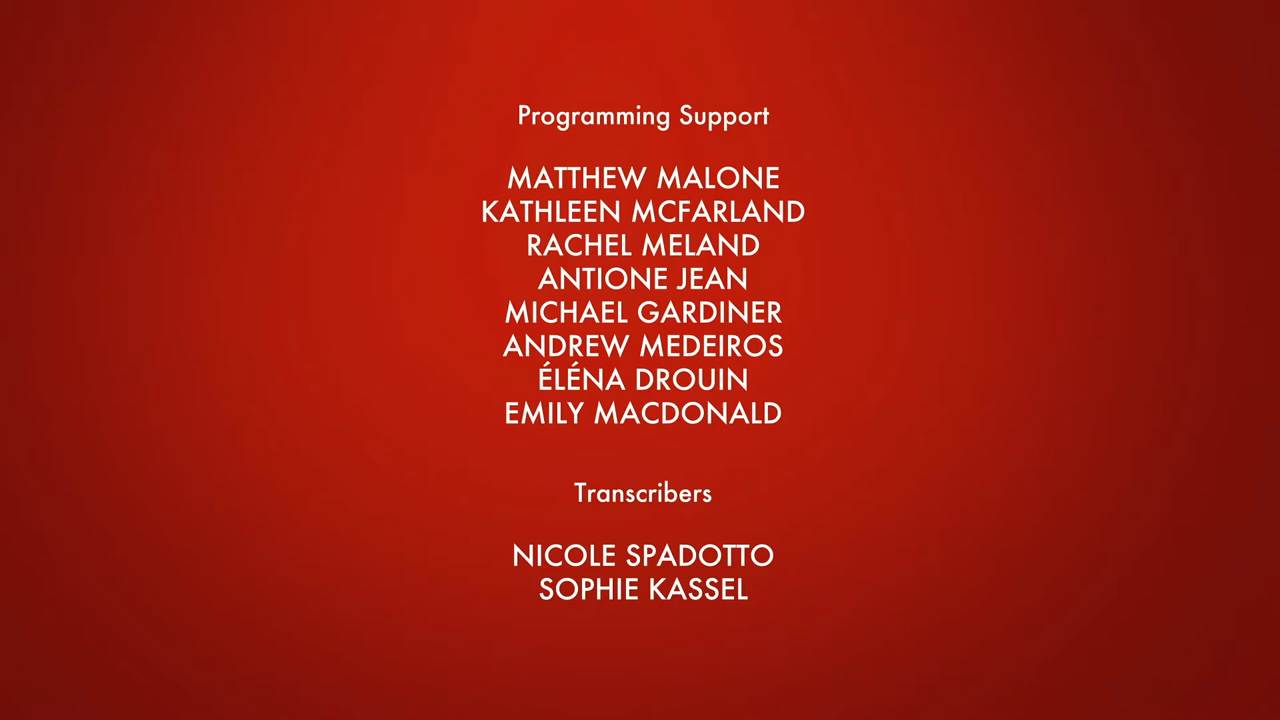 Programming Support
MATTHEW MALONE
KATHLEEN MCFARLAND
RACHEL MELAND
ANTIONE JEAN
MICHAEL GARDINER
ANDREW MEDEIROS
ÉLÉNA DROUIN
EMILY MACDONALD
Transcribers
NICOLE SPADOTTO
SOPHIE KASSEL